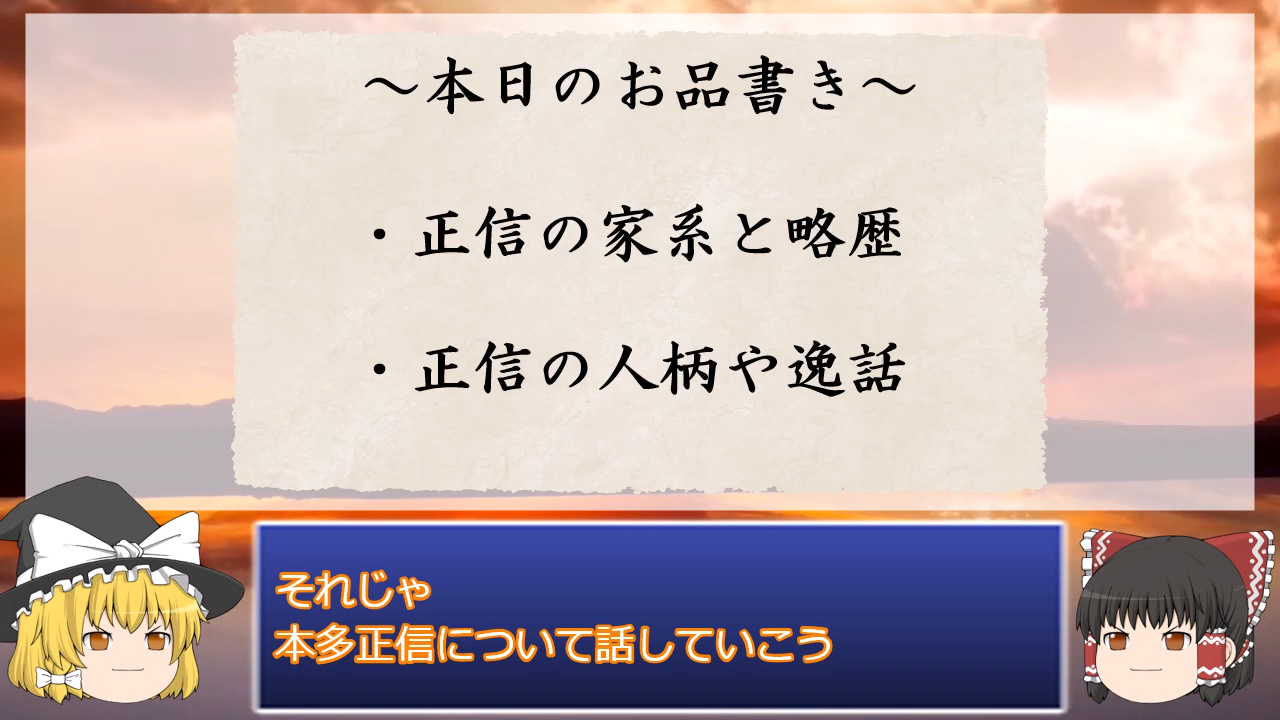 ～本日のお品書き～
・正信の家系と略歴
・正信の人柄や逸話
それじゃ
本多正信について話していこう